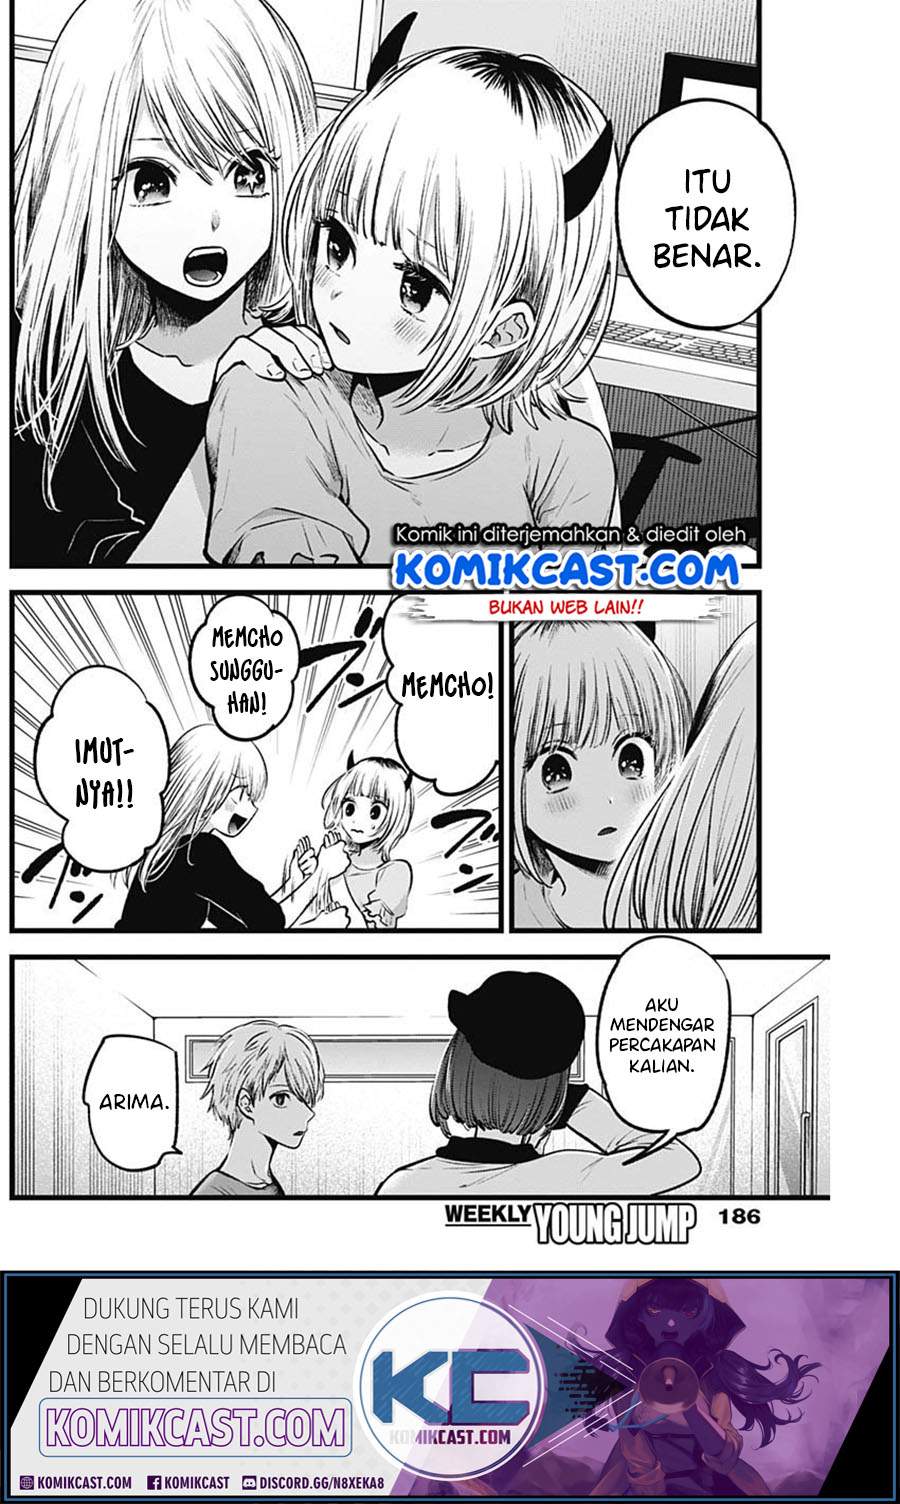 ITU
TIDAK
BENAR.
Komik ini diterjemahkan & diedit oleh
KOMIKCAST.COM
BUKAN WEB LAIN!!
MEMCHO!
MEMCHO
SUNGGU-
HAN!
IMUT-
NYA!!
AKU
MENDENGAR
PERCAKAPAN
KALIAN.
ARIMA.
WEEKLY YOUNG JUMP 186
DUKUNG TERUS KAMI
DENGAN SELALU MEMBACA
DAN BERKOMENTAR DI
KOMIKCAST.COM
KC
KOMIKCAST.COM
KOMIKCAST.COM KOMIKCAST DISCORD.GG/N8XEKA8